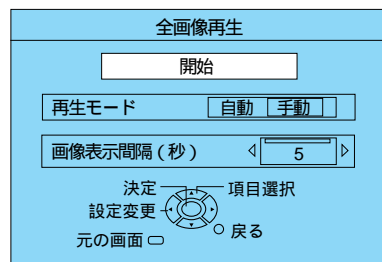 全画像再生
開始
再生モード 自動 手動
画像表示間隔(秒) 5
決定 項目選択
設定変更
戻る
元の画面